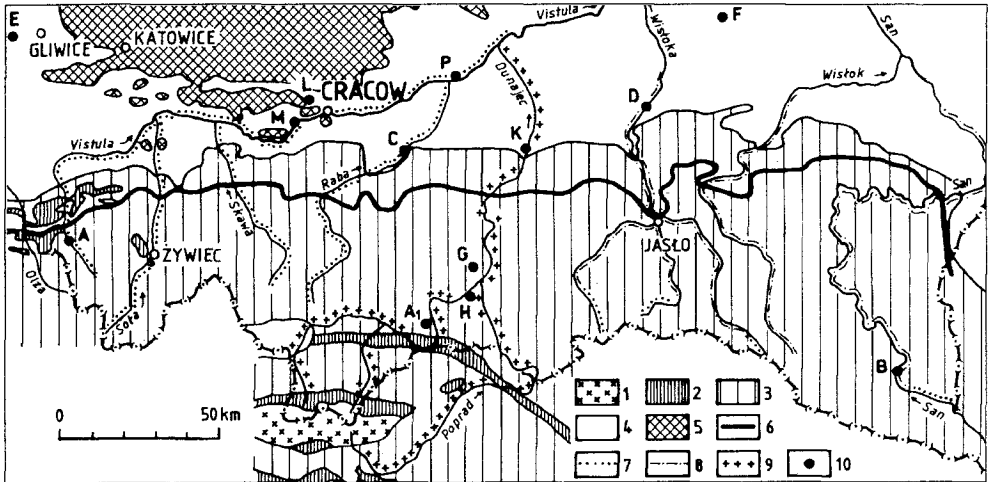 E
GLIWICE
KATOWICE
L
CRACOW
M
Vistula
P
Vistula
Dunajec
Wisłoka
F
San
Wisłok
D
C
K
Raba
Skawa
A
Olza
ŻYWIEC
Soła
G
H
A
JASŁO
San
B
San
Poprad
0 50 km
1 2 3
4 5 6
7 8 9 10